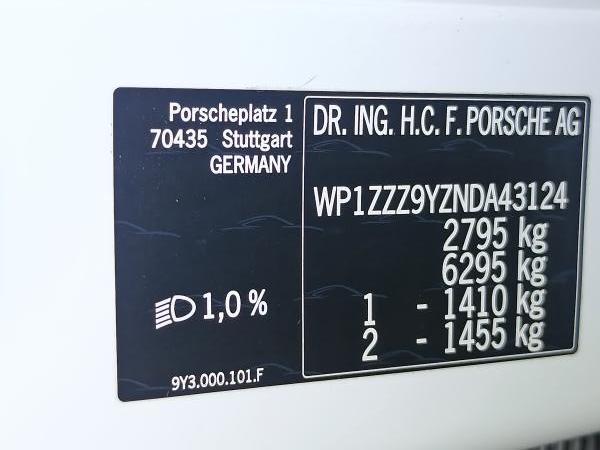 Porscheplatz 1
70435 Stuttgart
GERMANY
1,0 %
9Y3.000.101.F
DR. ING. H.C. F. PORSCHE AG
WP1ZZZ9YZNDA43124
2795 kg
6295 kg
1 - 1410 kg
2 - 1455 kg